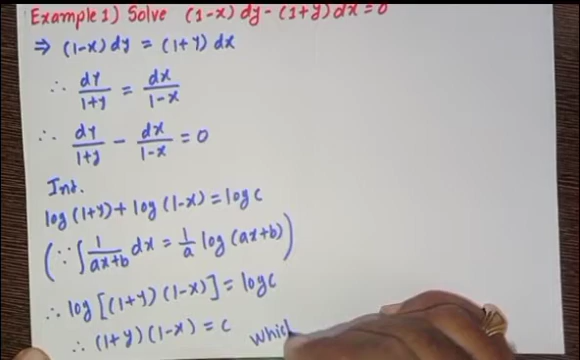 Example 1) Solve (1-x) dy - (1+y) dx = 0
⇒ (1-x) dy = (1+y) dx
∴ dy/1+y = dx/1-x
∴ dy/1+y - dx/1-x = 0
Int.
log (1+y) + log (1-x) = log c
(∵ ∫ 1/ax+b dx = 1/a log (ax+b))
∴ log [(1+y) (1-x)] = log c
∴ (1+y) (1-x) = c